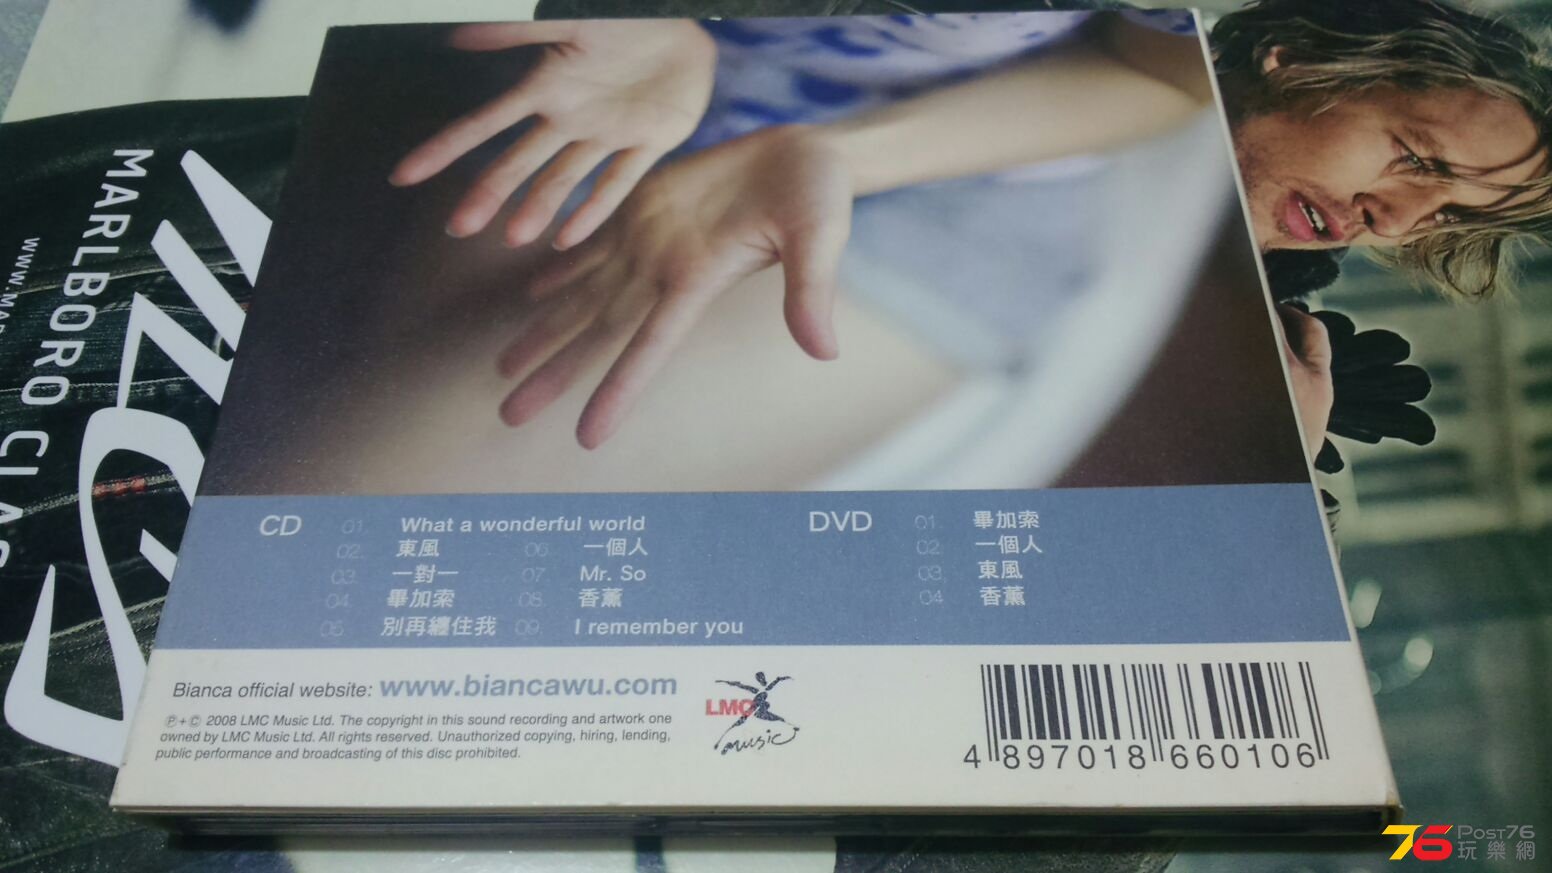 MARLBORO CLAS
www.MAR
CD 01. What a wonderful world
02. 東風 06. 一個人
03. 一對一 07. Mr. So
04. 畢加索 08. 香薰
05. 別再纏住我 09. I remember you
DVD 01. 畢加索
02. 一個人
03. 東風
04. 香薰
Bianca official website: www.biancawu.com
℗+© 2008 LMC Music Ltd. The copyright in this sound recording and artwork one
owned by LMC Music Ltd. All rights reserved. Unauthorized copying, hiring, lending,
public performance and broadcasting of this disc prohibited.
LMC
music
4 897018 660106
76 POST76
玩樂網